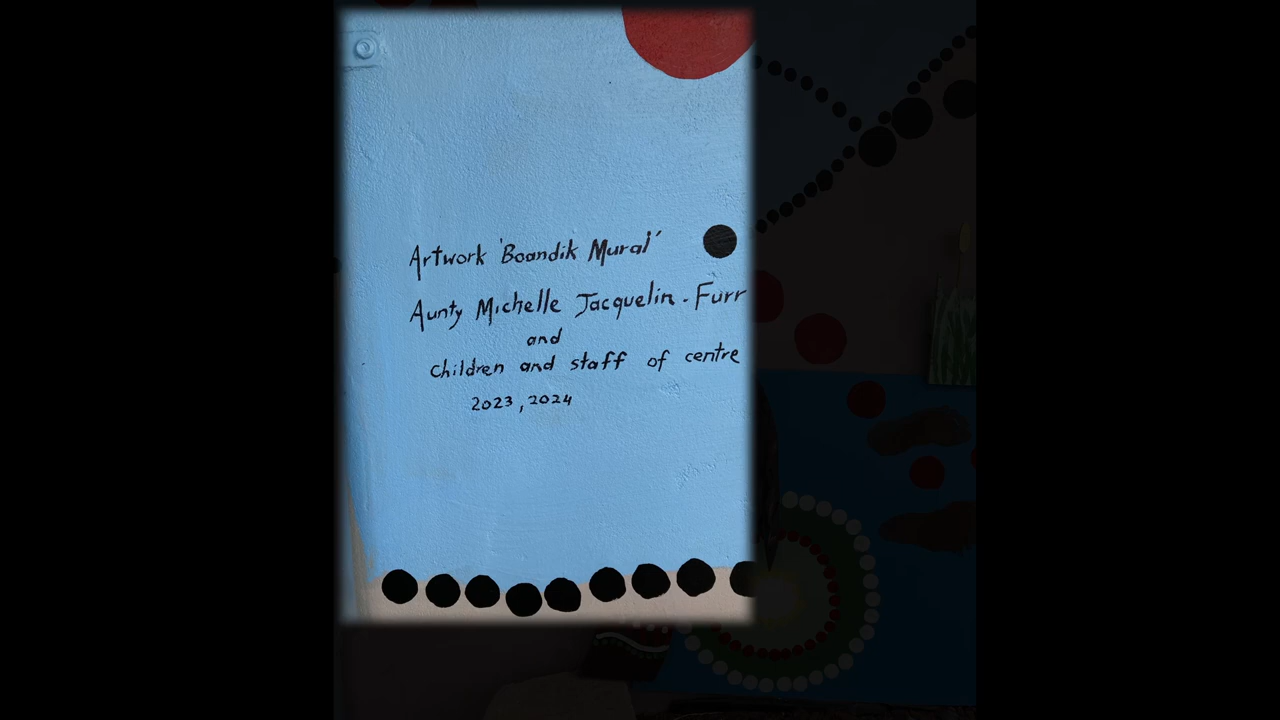 Artwork 'Boandik Mural'
Aunty Michelle Jacquelin-Furr
and
children and staff of centre
2023, 2024